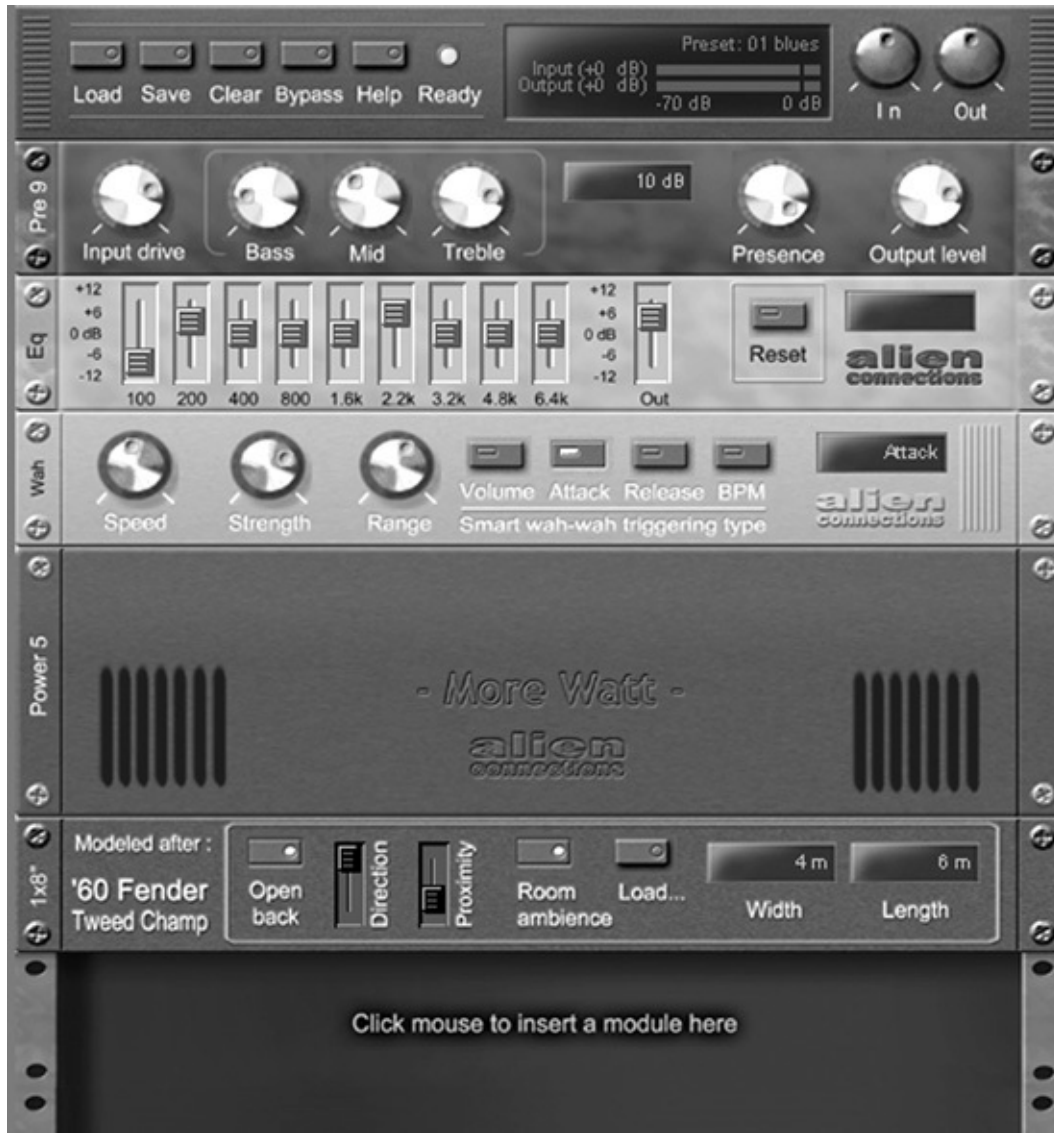 Preset: 01 blues
Input (+0 dB)
Output (+0 dB)
-70 dB 0 dB
Load Save Clear Bypass Help Ready
In Out
Pre 9
10 dB
Input drive Bass Mid Treble Presence Output level
Eq
+12 +12
+6 +6
0 dB 0 dB
-6 -6
-12 -12
100 200 400 800 1.6k 2.2k 3.2k 4.8k 6.4k Out
Reset
alien
connections
Wah
Attack
Speed Strength Range
Volume Attack Release BPM
Smart wah-wah triggering type
alien
connections
Power 5
- More Watt -
alien
connections
1x8"
Modeled after :
'60 Fender
Tweed Champ
Open
back
Direction
Proximity
Room
ambience
Load...
4 m
Width
6 m
Length
Click mouse to insert a module here